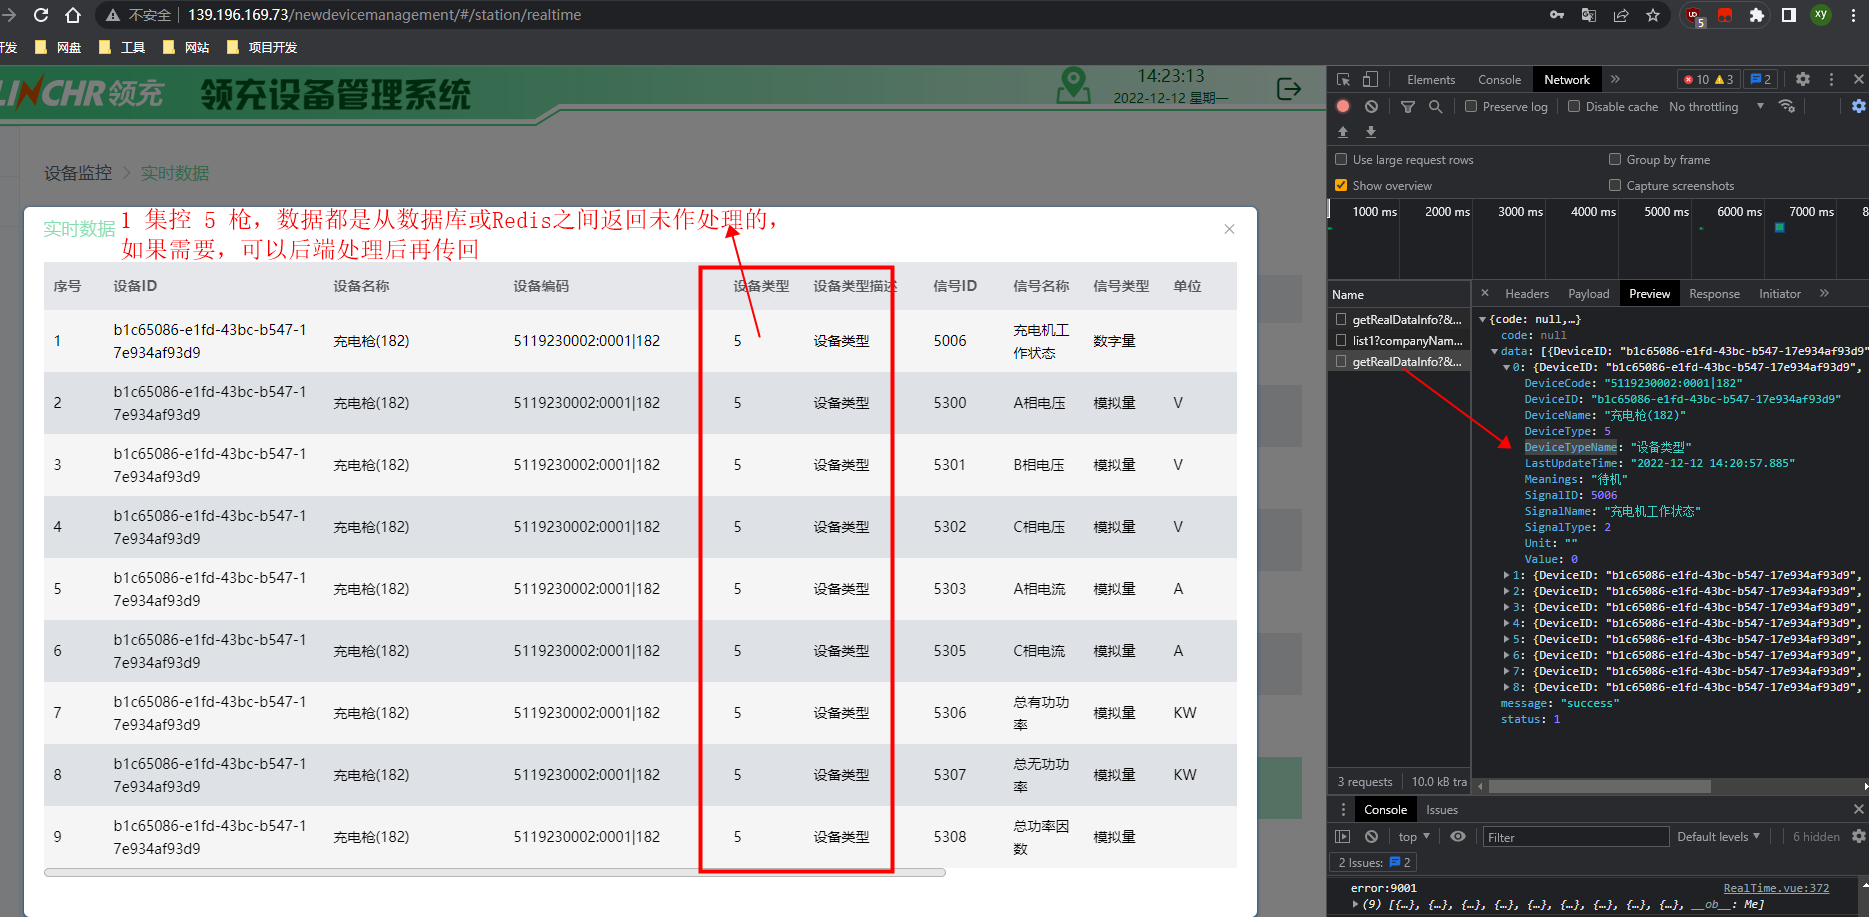 不安全 139.196.169.73/newdevicemanagement/#/station/realtime
开发 网盘 工具 网站 项目开发
LINCHR领充 领充设备管理系统
14:23:13
2022-12-12 星期一
设备监控 > 实时数据
实时数据
1 集控 5 枪，数据都是从数据库或Redis之间返回未作处理的，
如果需要，可以后端处理后再传回
序号 设备ID 设备名称 设备编码 设备类型 设备类型描述 信号ID 信号名称 信号类型 单位
1 b1c65086-e1fd-43bc-b547-1 充电枪(182) 5119230002:0001|182 5 设备类型 5006 充电机工 数字量
7e934af93d9 作状态
2 b1c65086-e1fd-43bc-b547-1 充电枪(182) 5119230002:0001|182 5 设备类型 5300 A相电压 模拟量 V
7e934af93d9
3 b1c65086-e1fd-43bc-b547-1 充电枪(182) 5119230002:0001|182 5 设备类型 5301 B相电压 模拟量 V
7e934af93d9
4 b1c65086-e1fd-43bc-b547-1 充电枪(182) 5119230002:0001|182 5 设备类型 5302 C相电压 模拟量 V
7e934af93d9
5 b1c65086-e1fd-43bc-b547-1 充电枪(182) 5119230002:0001|182 5 设备类型 5303 A相电流 模拟量 A
7e934af93d9
6 b1c65086-e1fd-43bc-b547-1 充电枪(182) 5119230002:0001|182 5 设备类型 5305 C相电流 模拟量 A
7e934af93d9
7 b1c65086-e1fd-43bc-b547-1 充电枪(182) 5119230002:0001|182 5 设备类型 5306 总有功功 模拟量 KW
7e934af93d9 率
8 b1c65086-e1fd-43bc-b547-1 充电枪(182) 5119230002:0001|182 5 设备类型 5307 总无功功 模拟量 KW
7e934af93d9 率
9 b1c65086-e1fd-43bc-b547-1 充电枪(182) 5119230002:0001|182 5 设备类型 5308 总功率因 模拟量
7e934af93d9 数
5 xy
Elements Console Network 10 3 2
Preserve log Disable cache No throttling
Use large request rows Group by frame
Show overview Capture screenshots
1000 ms 2000 ms 3000 ms 4000 ms 5000 ms 6000 ms 7000 ms 8
Name Headers Payload Preview Response Initiator
getRealDataInfo?&...
list1?companyNam...
getRealDataInfo?&...
{code: null,…}
code: null
data: [{DeviceID: "b1c65086-e1fd-43bc-b547-17e934af93d9"
0: {DeviceID: "b1c65086-e1fd-43bc-b547-17e934af93d9",
DeviceCode: "5119230002:0001|182"
DeviceID: "b1c65086-e1fd-43bc-b547-17e934af93d9"
DeviceName: "充电枪(182)"
DeviceType: 5
DeviceTypeName: "设备类型"
LastUpdateTime: "2022-12-12 14:20:57.885"
Meanings: "待机"
SignalID: 5006
SignalName: "充电机工作状态"
SignalType: 2
Unit: ""
Value: 0
1: {DeviceID: "b1c65086-e1fd-43bc-b547-17e934af93d9",
2: {DeviceID: "b1c65086-e1fd-43bc-b547-17e934af93d9",
3: {DeviceID: "b1c65086-e1fd-43bc-b547-17e934af93d9",
4: {DeviceID: "b1c65086-e1fd-43bc-b547-17e934af93d9",
5: {DeviceID: "b1c65086-e1fd-43bc-b547-17e934af93d9",
6: {DeviceID: "b1c65086-e1fd-43bc-b547-17e934af93d9",
7: {DeviceID: "b1c65086-e1fd-43bc-b547-17e934af93d9",
8: {DeviceID: "b1c65086-e1fd-43bc-b547-17e934af93d9",
message: "success"
status: 1
3 requests 10.0 kB tra
Console Issues
top Filter Default levels 6 hidden
2 Issues: 2
error:9001 RealTime.vue:372
(9) [{…}, {…}, {…}, {…}, {…}, {…}, {…}, {…}, {…}, __ob__: Me]